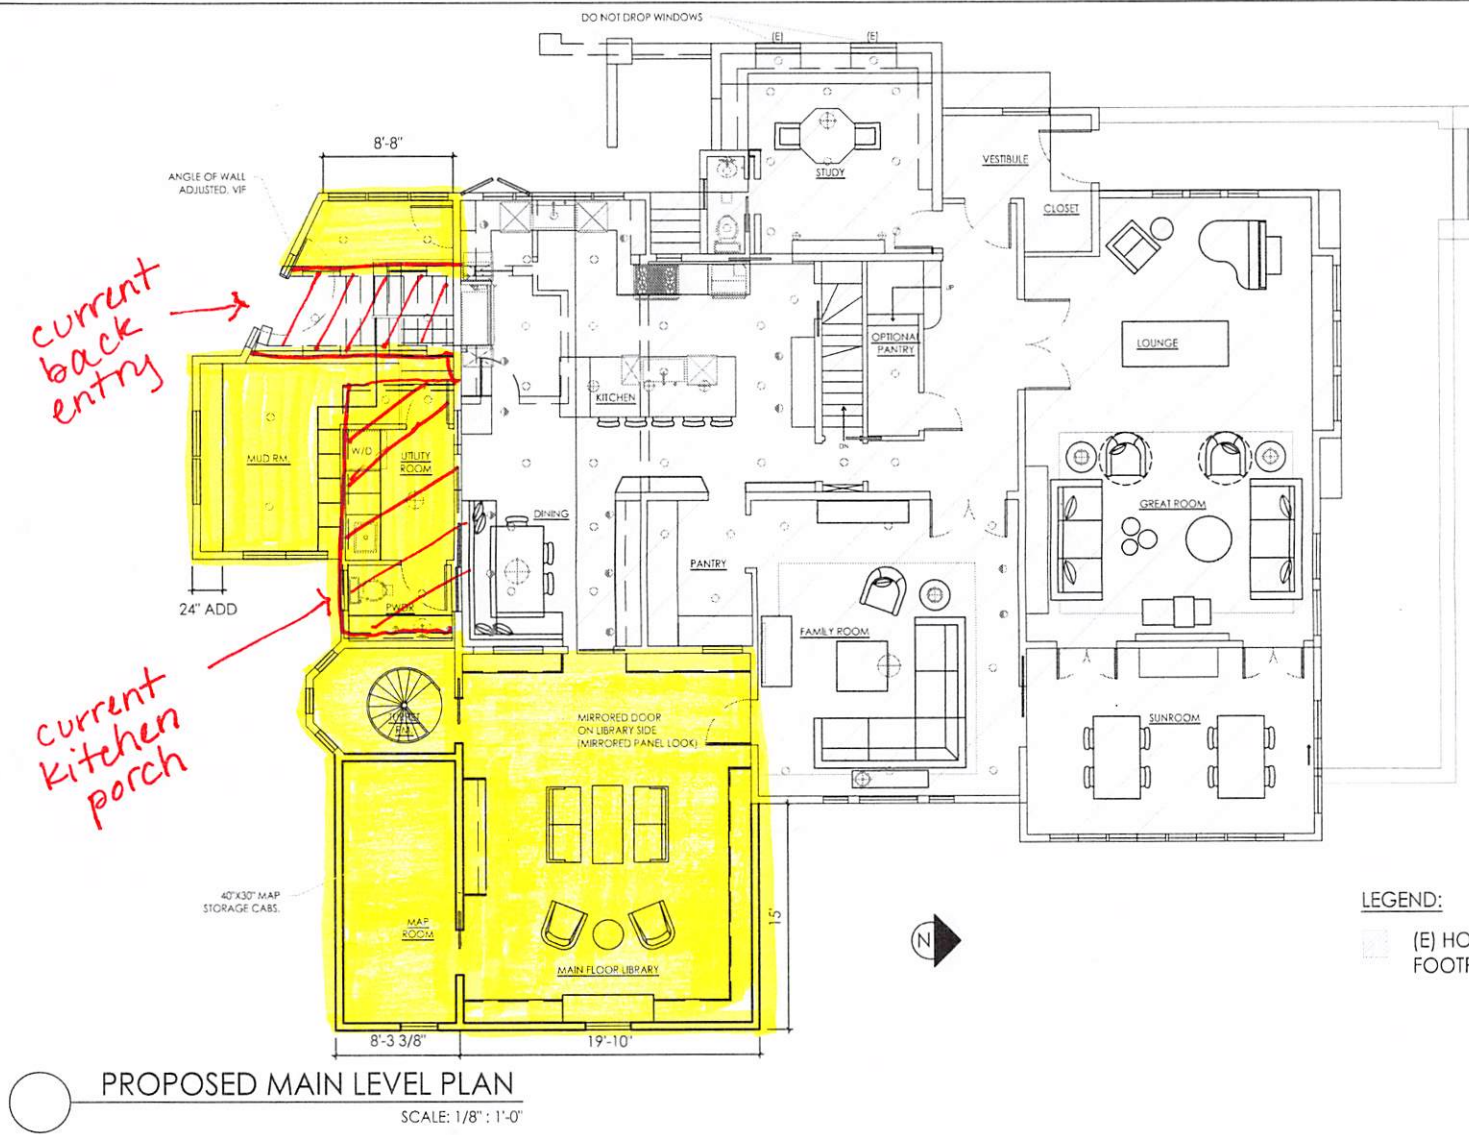 DO NOT DROP WINDOWS
(E)
(E)
8'-8"
ANGLE OF WALL
ADJUSTED, VIF
VESTIBULE
STUDY
CLOSET
current
back
entry
UP
OPTIONAL
PANTRY
LOUNGE
KITCHEN
MUD RM.
W/D
UTILITY
ROOM
DN
GREAT ROOM
DINING
PANTRY
24" ADD
PWDR
FAMILY ROOM
current
kitchen
porch
RM.
MIRRORED DOOR
ON LIBRARY SIDE
(MIRRORED PANEL LOOK)
SUNROOM
40"X30" MAP
STORAGE CABS.
MAP
ROOM
15'
MAIN FLOOR LIBRARY
N
LEGEND:
(E) HO
FOOT
8'-3 3/8"
19'-10"
PROPOSED MAIN LEVEL PLAN
SCALE: 1/8" : 1'-0"